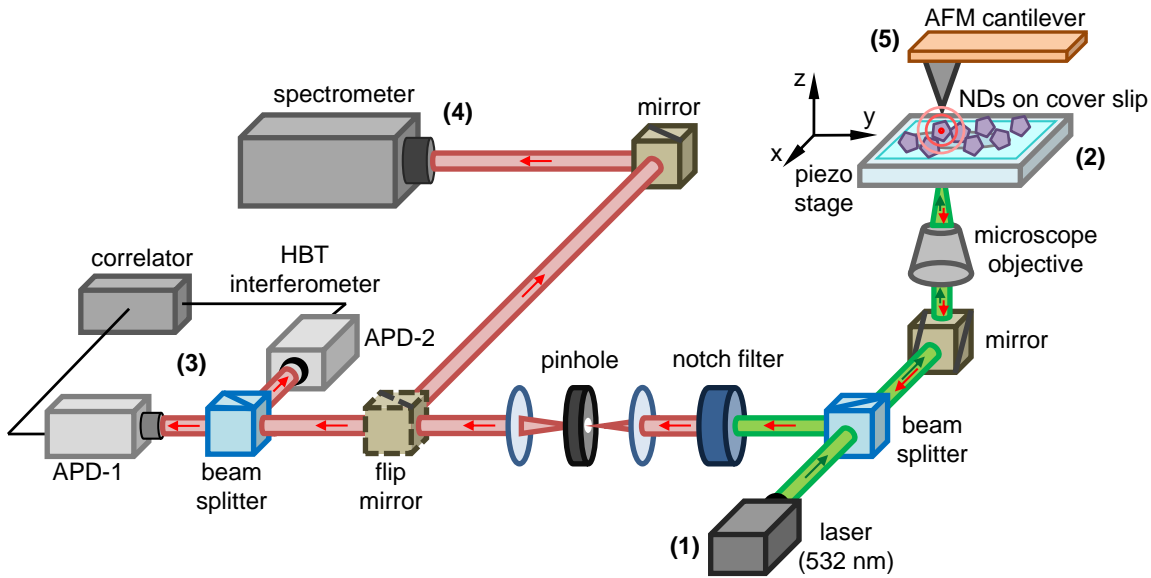 AFM cantilever
(5)
z
NDs on cover slip
y
x
(2)
piezo
stage
spectrometer
(4)
mirror
microscope
objective
correlator
HBT
interferometer
APD-2
(3)
pinhole
notch filter
mirror
APD-1
beam
splitter
flip
mirror
beam
splitter
(1)
laser
(532 nm)